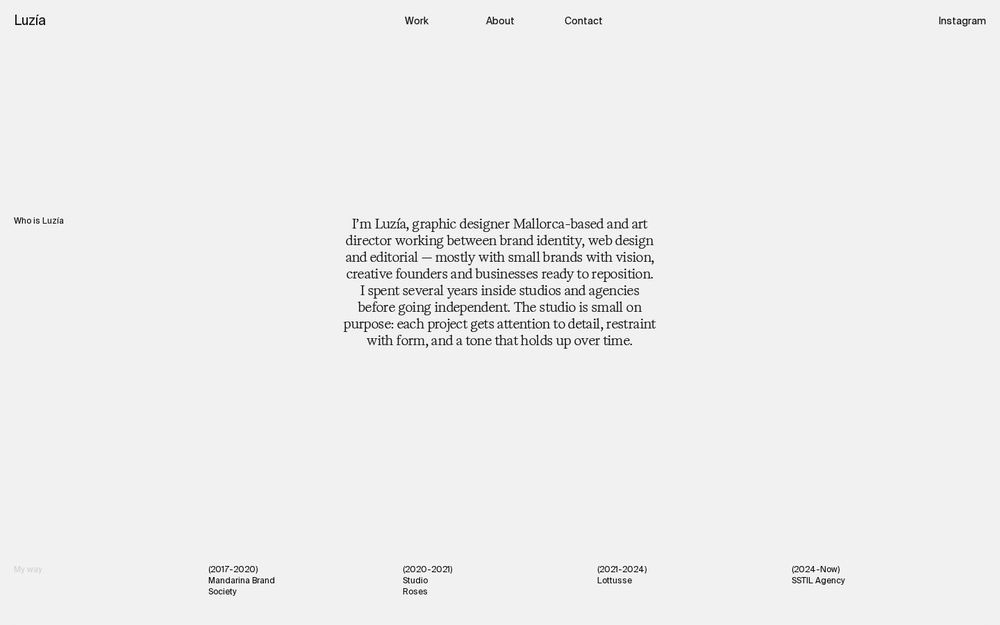 Luzía
Work
About
Contact
Instagram
Who is Luzía
I’m Luzía, graphic designer Mallorca-based and art
director working between brand identity, web design
and editorial — mostly with small brands with vision,
creative founders and businesses ready to reposition.
I spent several years inside studios and agencies
before going independent. The studio is small on
purpose: each project gets attention to detail, restraint
with form, and a tone that holds up over time.
My way
(2017-2020)
Mandarina Brand
Society
(2020-2021)
Studio
Roses
(2021-2024)
Lottusse
(2024-Now)
SSTIL Agency